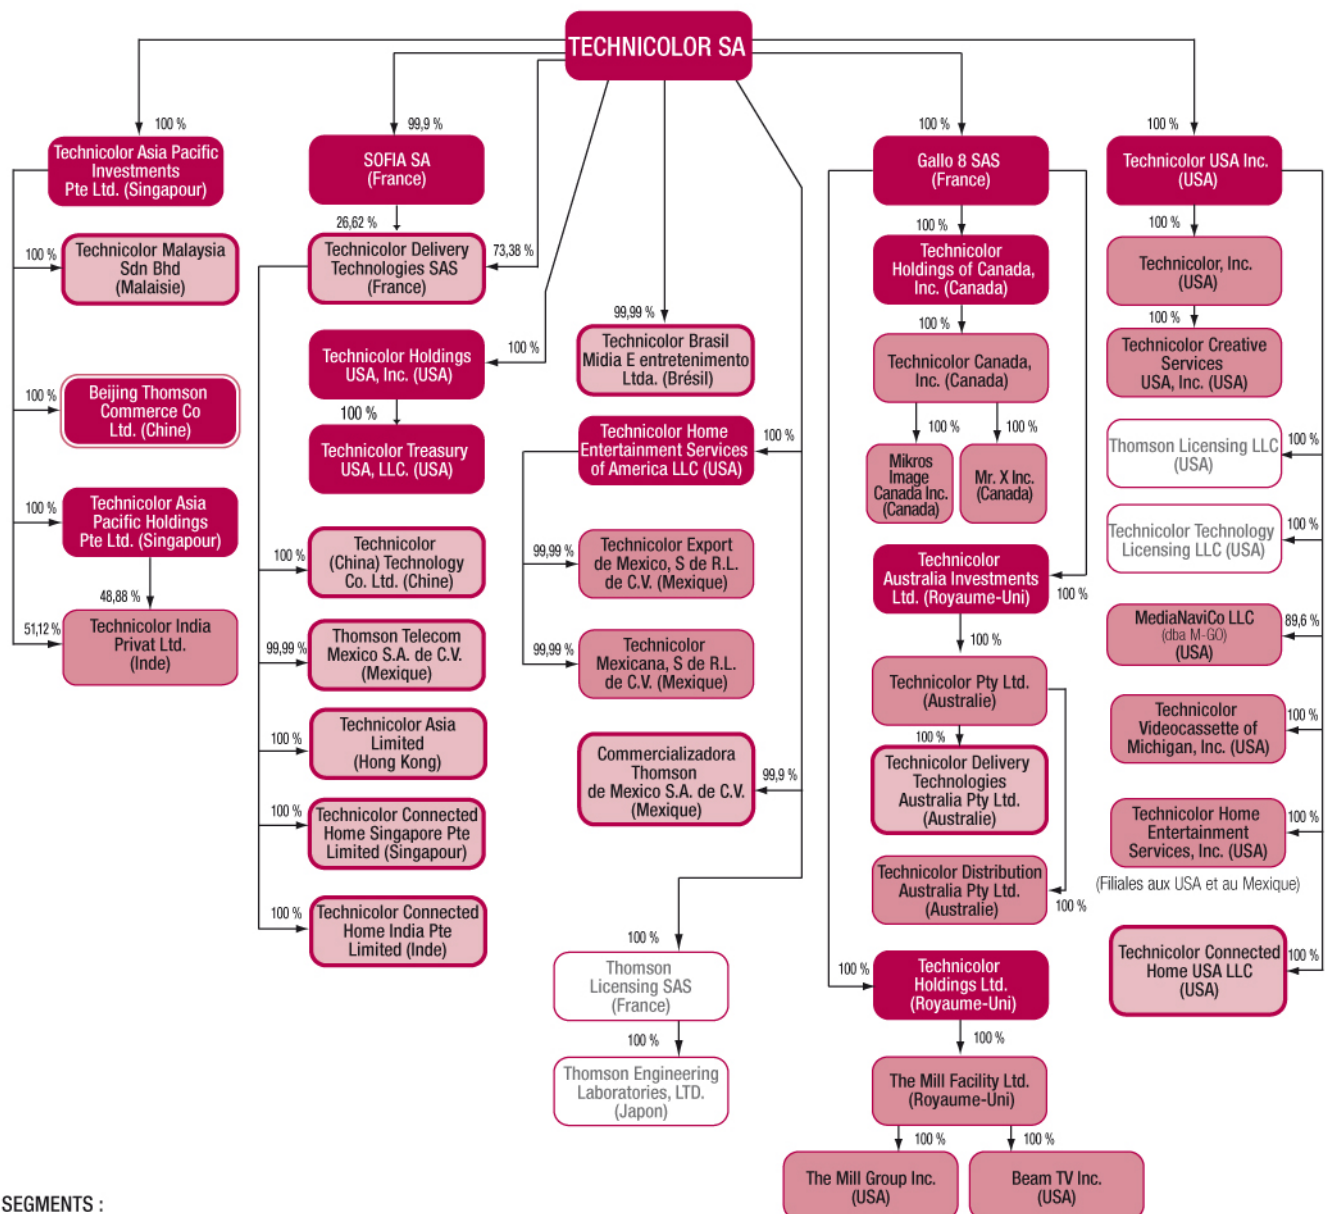 TECHNICOLOR SA
100 %
Technicolor Asia Pacific
Investments
Pte Ltd. (Singapour)
100 %
Technicolor Malaysia
Sdn Bhd
(Malaisie)
100 %
Beijing Thomson
Commerce Co
Ltd. (Chine)
100 %
Technicolor Asia
Pacific Holdings
Pte Ltd. (Singapour)
48,88 %
51,12 %
Technicolor India
Privat Ltd.
(Inde)
99,9 %
SOFIA SA
(France)
26,62 %
73,38 %
Technicolor Delivery
Technologies SAS
(France)
100 %
Technicolor Holdings
USA, Inc. (USA)
100 %
Technicolor Treasury
USA, LLC. (USA)
100 %
Technicolor
(China) Technology
Co. Ltd. (Chine)
99,99 %
Thomson Telecom
Mexico S.A. de C.V.
(Mexique)
100 %
Technicolor Asia
Limited
(Hong Kong)
100 %
Technicolor Connected
Home Singapore Pte
Limited (Singapour)
100 %
Technicolor Connected
Home India Pte
Limited (Inde)
99,99 %
Technicolor Brasil
Midia E entretenimento
Ltda. (Brésil)
100 %
Technicolor Home
Entertainment Services
of America LLC (USA)
99,99 %
Technicolor Export
de Mexico, S de R.L.
de C.V. (Mexique)
99,99 %
Technicolor
Mexicana, S de R.L.
de C.V. (Mexique)
99,9 %
Commercializadora
Thomson
de Mexico S.A. de C.V.
(Mexique)
100 %
Thomson
Licensing SAS
(France)
100 %
Thomson Engineering
Laboratories, LTD.
(Japon)
100 %
Gallo 8 SAS
(France)
100 %
Technicolor
Holdings of Canada,
Inc. (Canada)
100 %
Technicolor Canada,
Inc. (Canada)
100 %
Mikros
Image
Canada Inc.
(Canada)
100 %
Mr. X Inc.
(Canada)
100 %
Technicolor
Australia Investments
Ltd. (Royaume-Uni)
100 %
Technicolor Pty Ltd.
(Australie)
100 %
Technicolor Delivery
Technologies
Australia Pty Ltd.
(Australie)
100 %
Technicolor Distribution
Australia Pty Ltd.
(Australie)
100 %
Technicolor
Holdings Ltd.
(Royaume-Uni)
100 %
The Mill Facility Ltd.
(Royaume-Uni)
100 %
The Mill Group Inc.
(USA)
100 %
Beam TV Inc.
(USA)
100 %
Technicolor USA Inc.
(USA)
100 %
Technicolor, Inc.
(USA)
100 %
Technicolor Creative
Services
USA, Inc. (USA)
100 %
Thomson Licensing LLC
(USA)
100 %
Technicolor Technology
Licensing LLC (USA)
89,6 %
MediaNaviCo LLC
(dba M-GO)
(USA)
100 %
Technicolor
Videocassette of
Michigan, Inc. (USA)
100 %
Technicolor Home
Entertainment
Services, Inc. (USA)
(Filiales aux USA et au Mexique)
100 %
Technicolor Connected
Home USA LLC
(USA)
SEGMENTS :